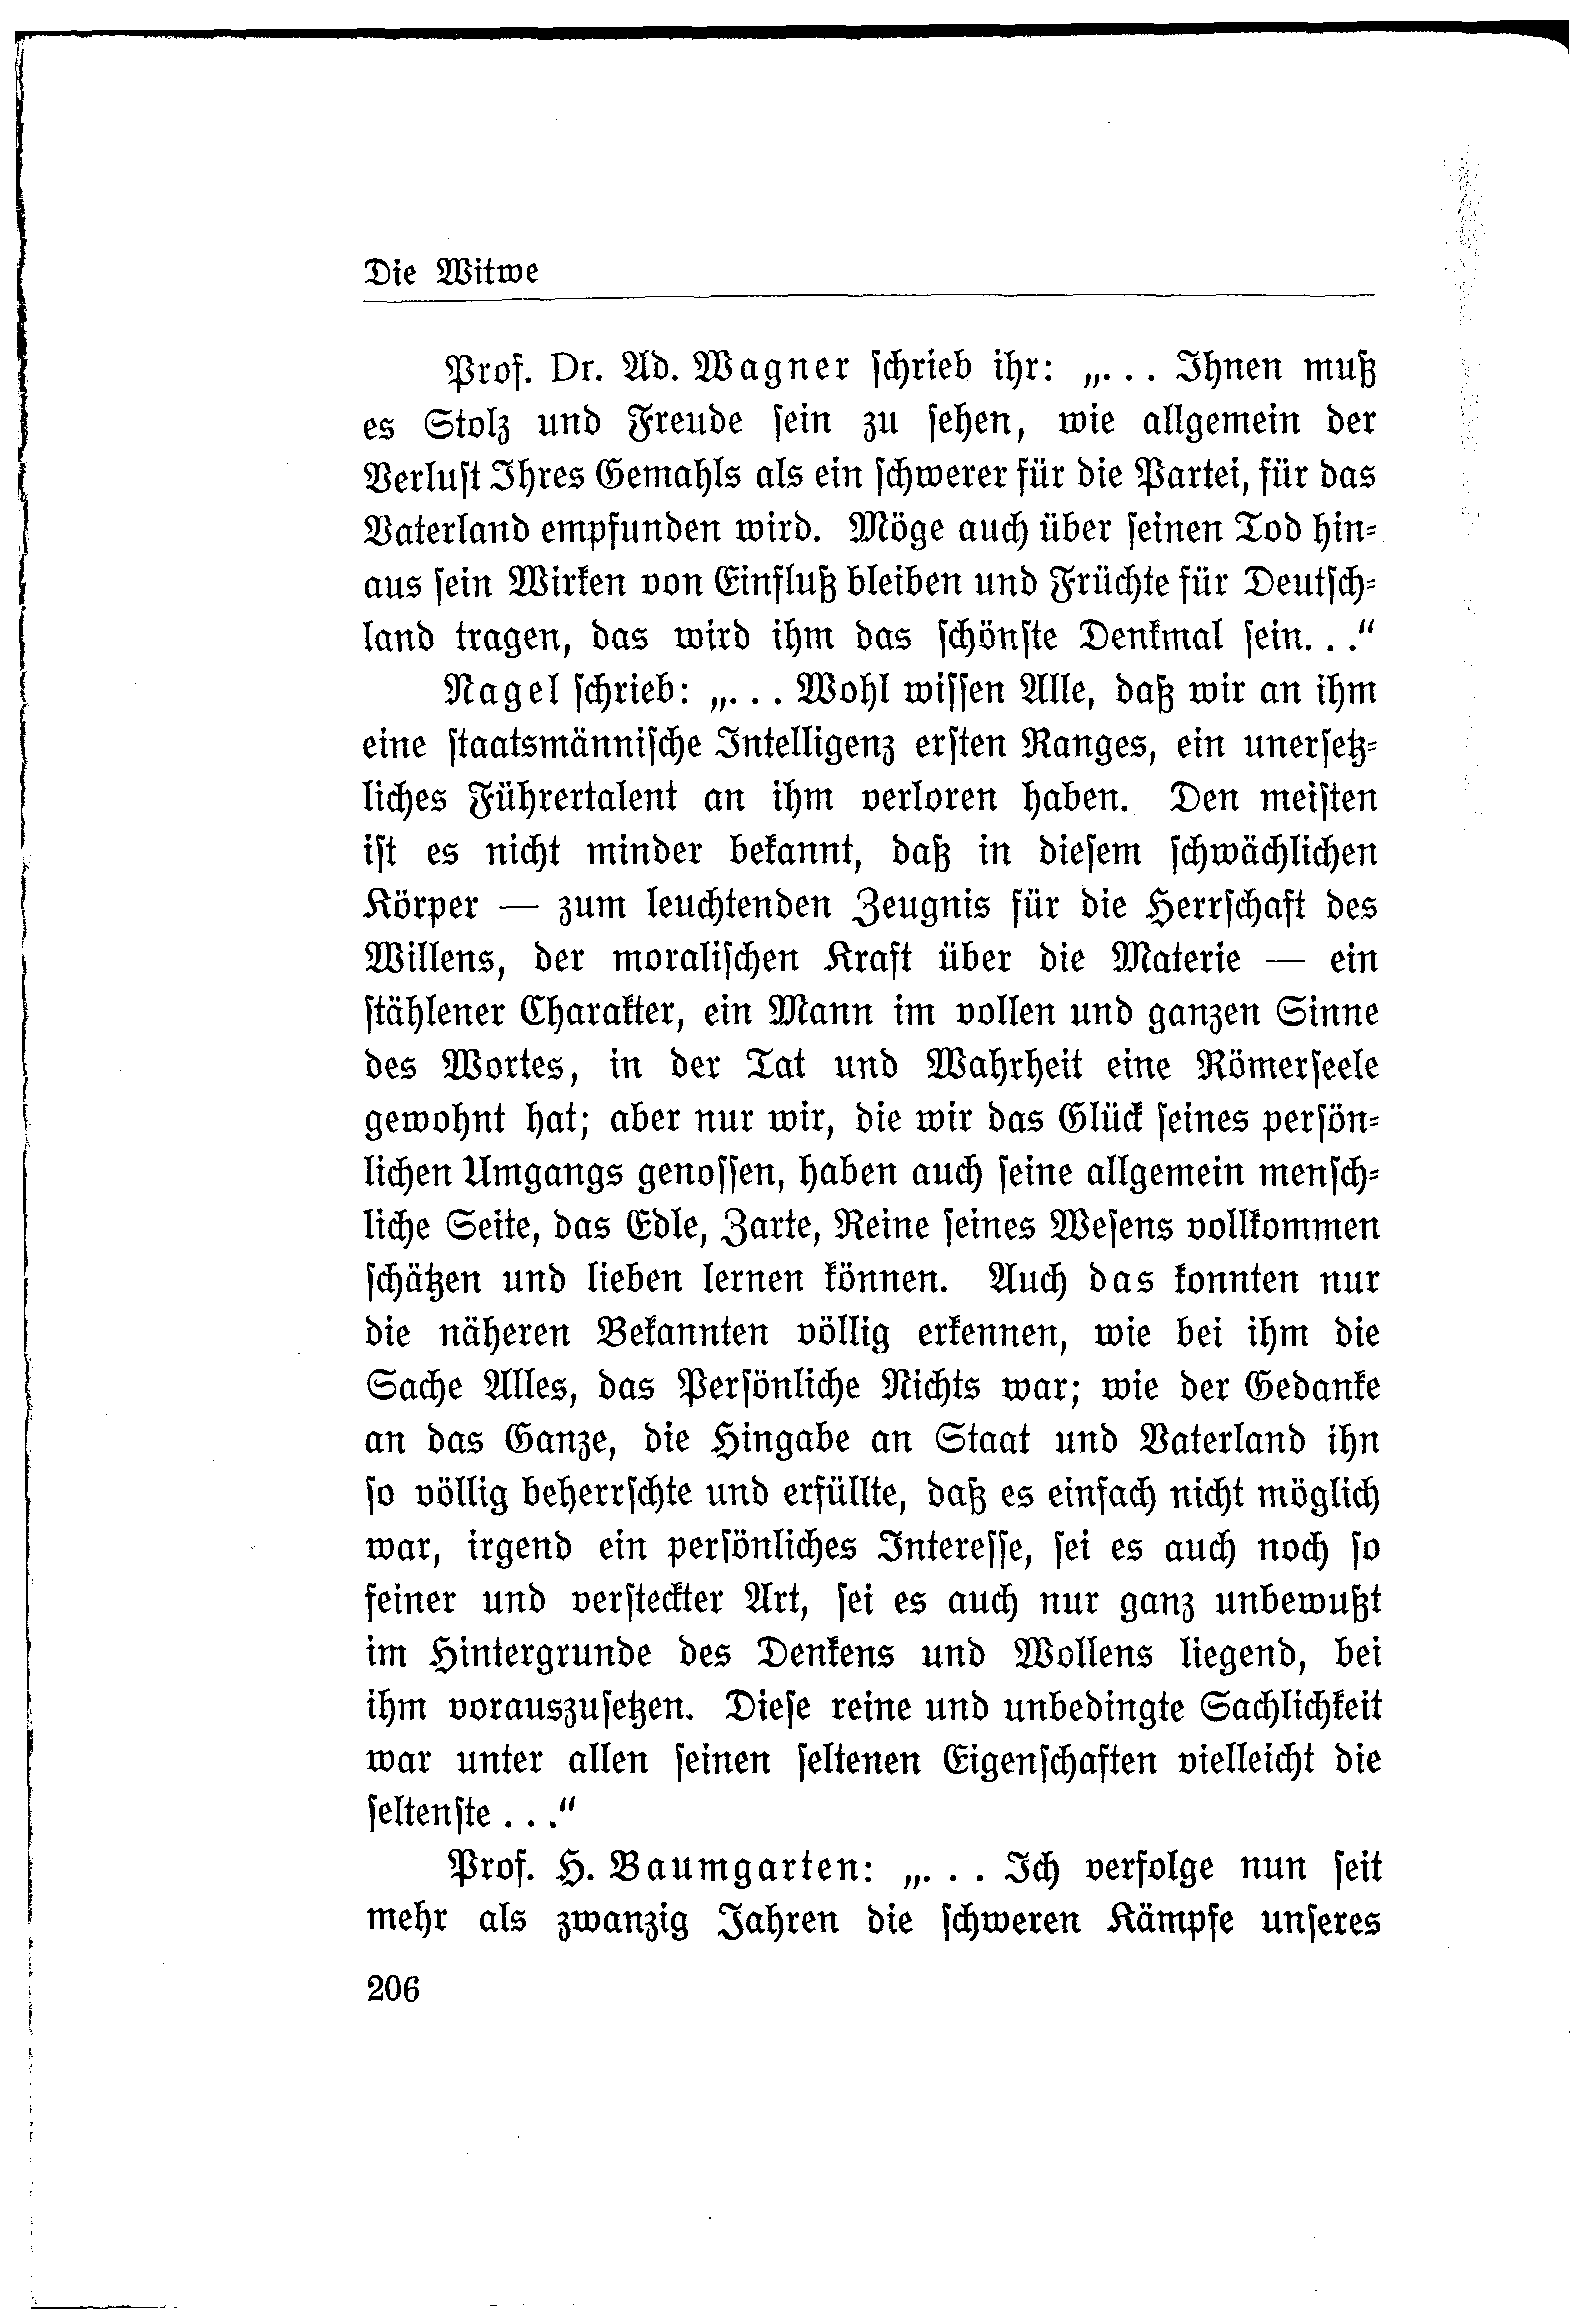 Die Witwe
Prof. Dr. Ad. Wagner schrieb ihr: „... Ihnen muß
es Stolz und Freude sein zu sehen, wie allgemein der
Verlust Ihres Gemahls als ein schwerer für die Partei, für das
Vaterland empfunden wird. Möge auch über seinen Tod hin-
aus sein Wirken von Einfluß bleiben und Früchte für Deutsch-
land tragen, das wird ihm das schönste Denkmal sein...“
Nagel schrieb: „... Wohl wissen Alle, daß wir an ihm
eine staatsmännische Intelligenz ersten Ranges, ein unersetz-
liches Führertalent an ihm verloren haben. Den meisten
ist es nicht minder bekannt, daß in diesem schwächlichen
Körper — zum leuchtenden Zeugnis für die Herrschaft des
Willens, der moralischen Kraft über die Materie — ein
stählener Charakter, ein Mann im vollen und ganzen Sinne
des Wortes, in der Tat und Wahrheit eine Römerseele
gewohnt hat; aber nur wir, die wir das Glück seines persön-
lichen Umgangs genossen, haben auch seine allgemein mensch-
liche Seite, das Edle, Zarte, Reine seines Wesens vollkommen
schätzen und lieben lernen können. Auch das konnten nur
die näheren Bekannten völlig erkennen, wie bei ihm die
Sache Alles, das Persönliche Nichts war; wie der Gedanke
an das Ganze, die Hingabe an Staat und Vaterland ihn
so völlig beherrschte und erfüllte, daß es einfach nicht möglich
war, irgend ein persönliches Interesse, sei es auch noch so
feiner und versteckter Art, sei es auch nur ganz unbewußt
im Hintergrunde des Denkens und Wollens liegend, bei
ihm vorauszusetzen. Diese reine und unbedingte Sachlichkeit
war unter allen seinen seltenen Eigenschaften vielleicht die
seltenste ...“
Prof. H. Baumgarten: „... Ich verfolge nun seit
mehr als zwanzig Jahren die schweren Kämpfe unseres
206